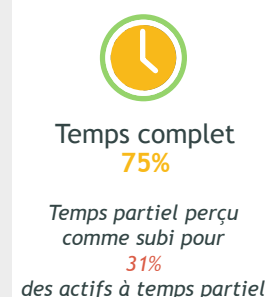 Temps complet
75%
Temps partiel perçu
comme subi pour
31%
des actifs à temps partiel